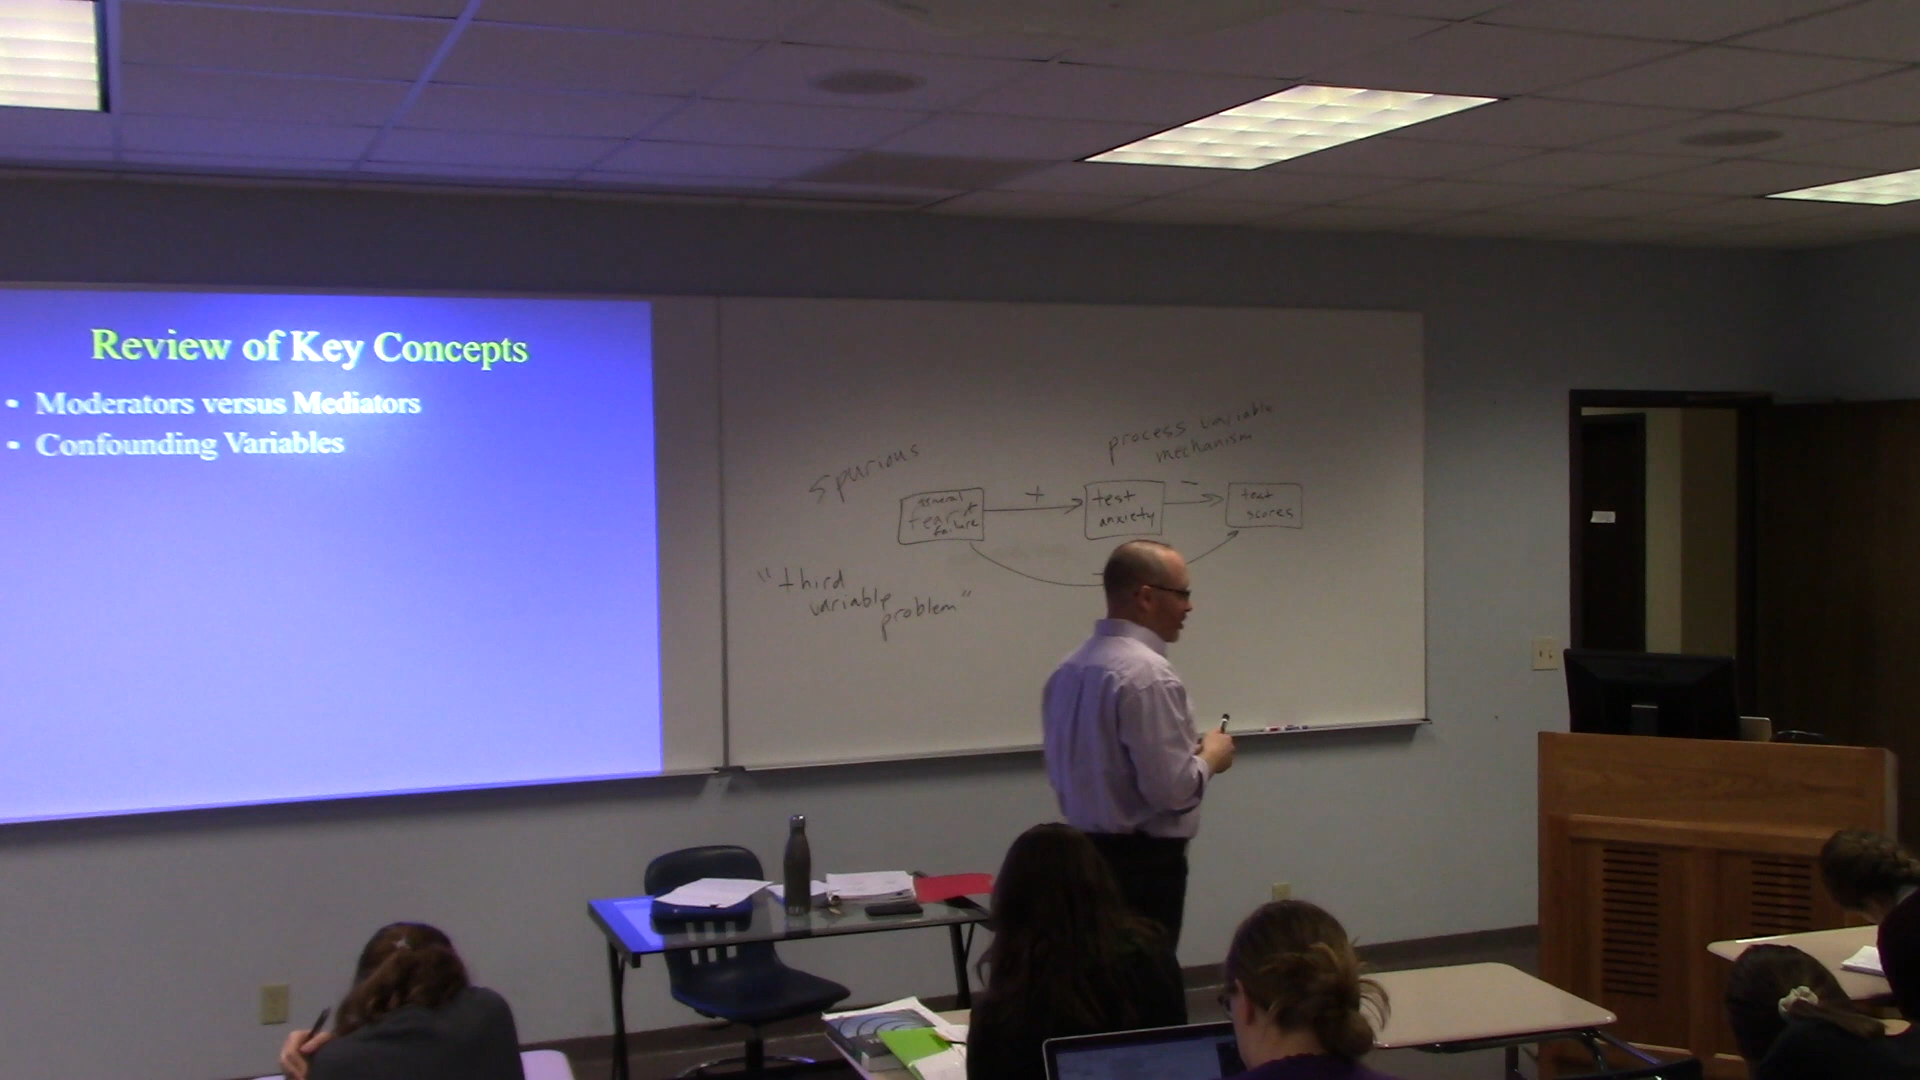 Review of Key Concepts
• Moderators versus Mediators
• Confounding Variables
process variable
mechanism
spurious
general
fear of
failure
+
test
anxiety
-
test
scores
"third
variable
problem"